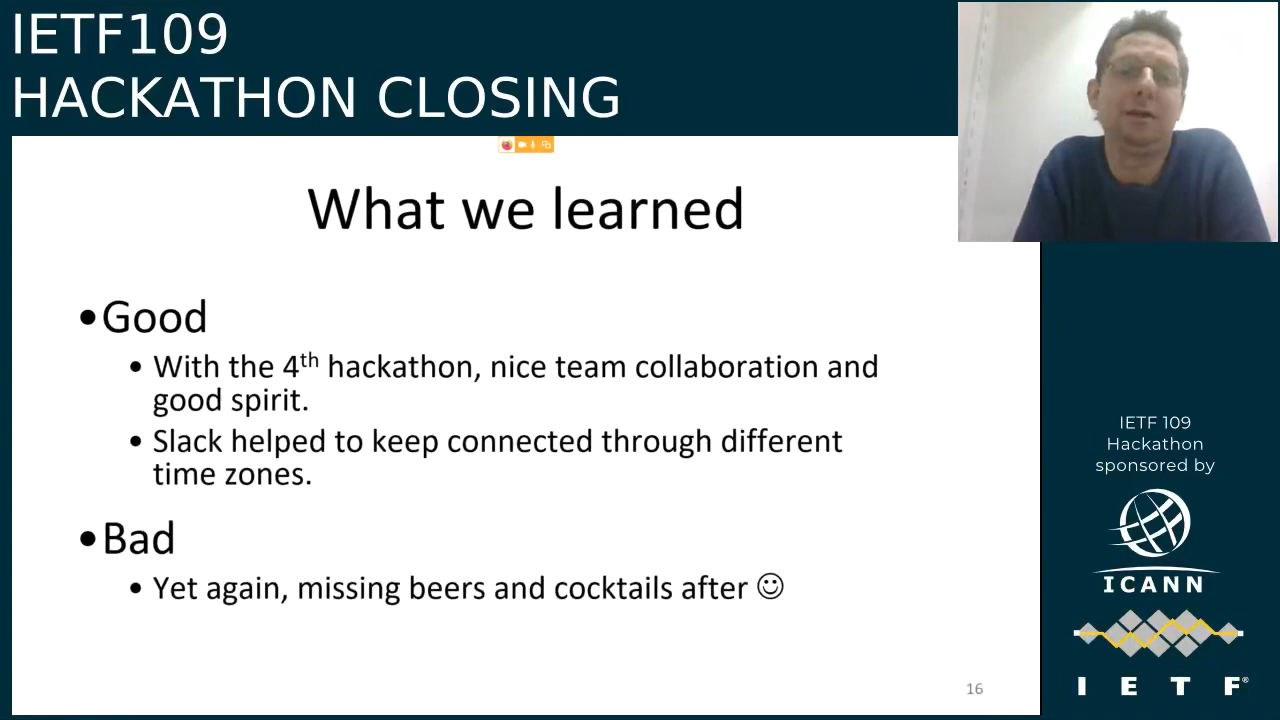 IETF109
HACKATHON CLOSING
What we learned
•Good
• With the 4th hackathon, nice team collaboration and
good spirit.
• Slack helped to keep connected through different
time zones.
•Bad
• Yet again, missing beers and cocktails after ☺
16
IETF 109
Hackathon
sponsored by
ICANN
I E T F®